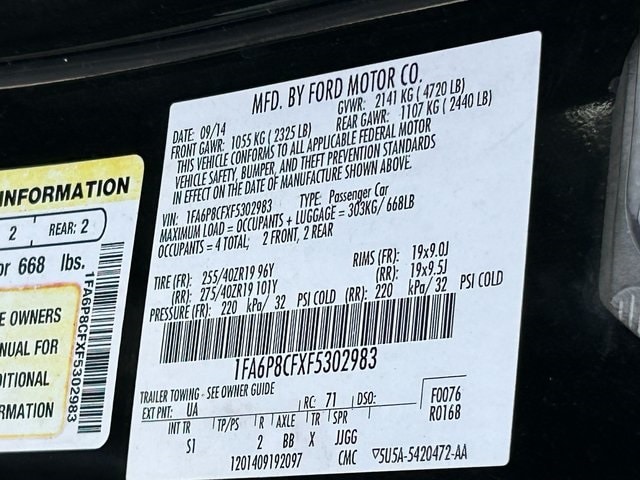 MFD. BY FORD MOTOR CO.
DATE: 09/14 GVWR: 2141 KG ( 4720 LB)
FRONT GAWR: 1055 KG ( 2325 LB) REAR GAWR: 1107 KG ( 2440 LB)
THIS VEHICLE CONFORMS TO ALL APPLICABLE FEDERAL MOTOR
VEHICLE SAFETY, BUMPER, AND THEFT PREVENTION STANDARDS
IN EFFECT ON THE DATE OF MANUFACTURE SHOWN ABOVE.
VIN: 1FA6P8CFXF5302983 TYPE: Passenger Car
MAXIMUM LOAD = OCCUPANTS + LUGGAGE = 303KG/ 668LB
OCCUPANTS = 4 TOTAL; 2 FRONT, 2 REAR
TIRE (FR): 255/40ZR19 96Y RIMS (FR): 19x9.0J
(RR): 275/40ZR19 101Y (RR): 19x9.5J
PRESSURE (FR): 220 kPa/ 32 PSI COLD (RR): 220 kPa/ 32 PSI COLD
1FA6P8CFXF5302983
TRAILER TOWING - SEE OWNER GUIDE
EXT PNT: UA RC: 71 DSO: F0076
R0168
INT TR TP/PS R AXLE TR SPR
S1 2 BB X JJGG
1201409192097 CMC 5U5A-5420472-AA
INFORMATION
2 REAR: 2
or 668 lbs.
E OWNERS
NUAL FOR
DITIONAL
RMATION
1FA6P8CFXF5302983